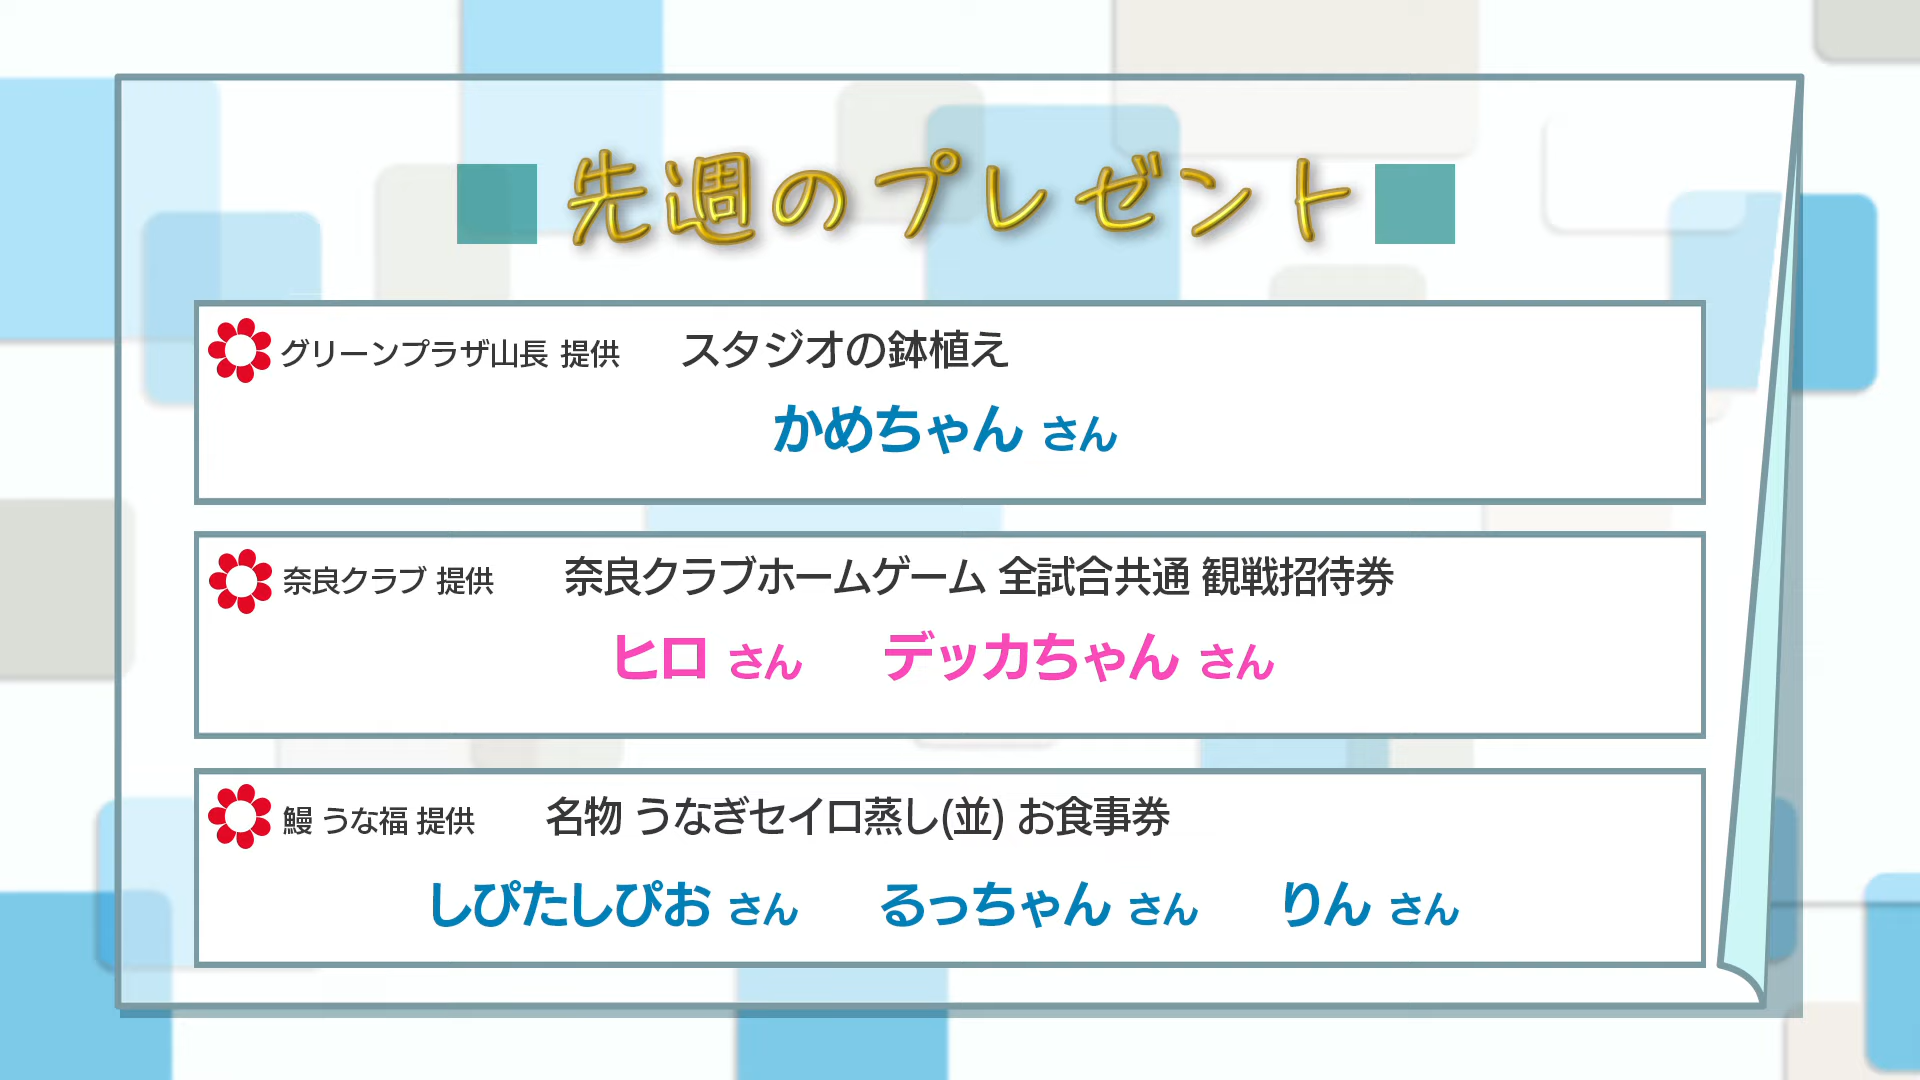 先週のプレゼント
グリーンプラザ山長 提供 スタジオの鉢植え
かめちゃん さん
奈良クラブ 提供 奈良クラブホームゲーム 全試合共通 観戦招待券
ヒロ さん デッカちゃん さん
鰻 うな福 提供 名物 うなぎセイロ蒸し(並) お食事券
しぴたしぴお さん るっちゃん さん りん さん